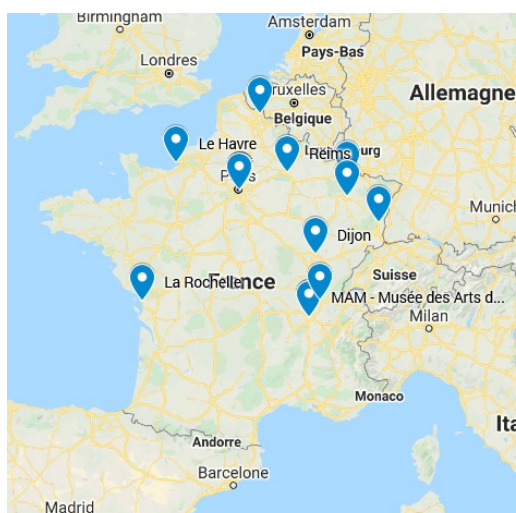 Birmingham
Amsterdam
Pays-Bas
Londres
Allemagne
Bruxelles
Belgique
Le Havre
Reims
Munich
Dijon
Suisse
La Rochelle
France
MAM - Musée des Arts d...
Milan
Monaco
Ita
Andorre
Barcelone
Madrid